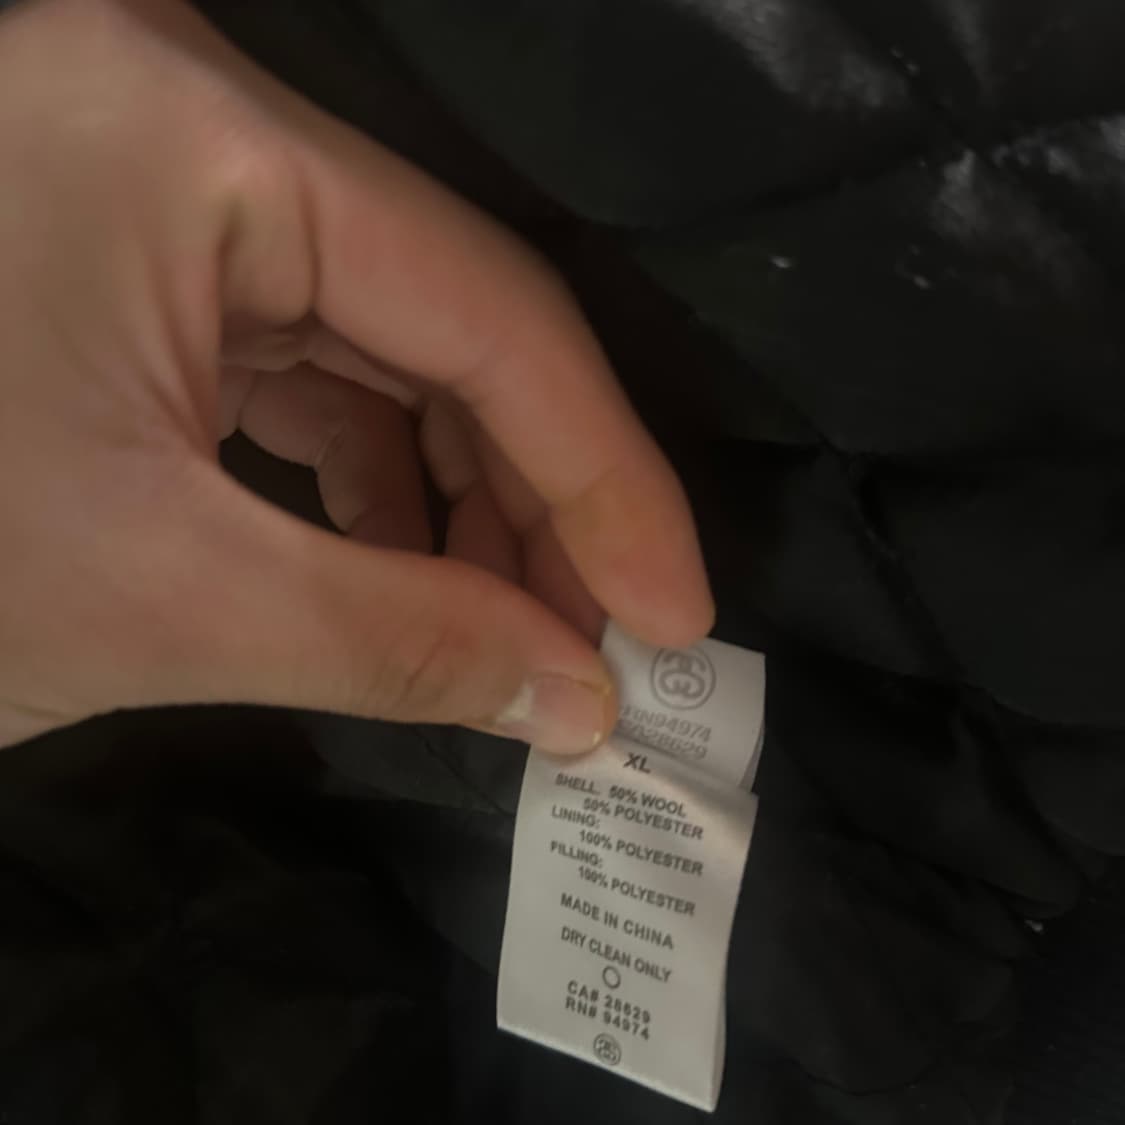 RN94974
CA28629
XL
SHELL: 50% WOOL
50% POLYESTER
LINING:
100% POLYESTER
FILLING:
100% POLYESTER
MADE IN CHINA
DRY CLEAN ONLY
CA# 28629
RN# 94974